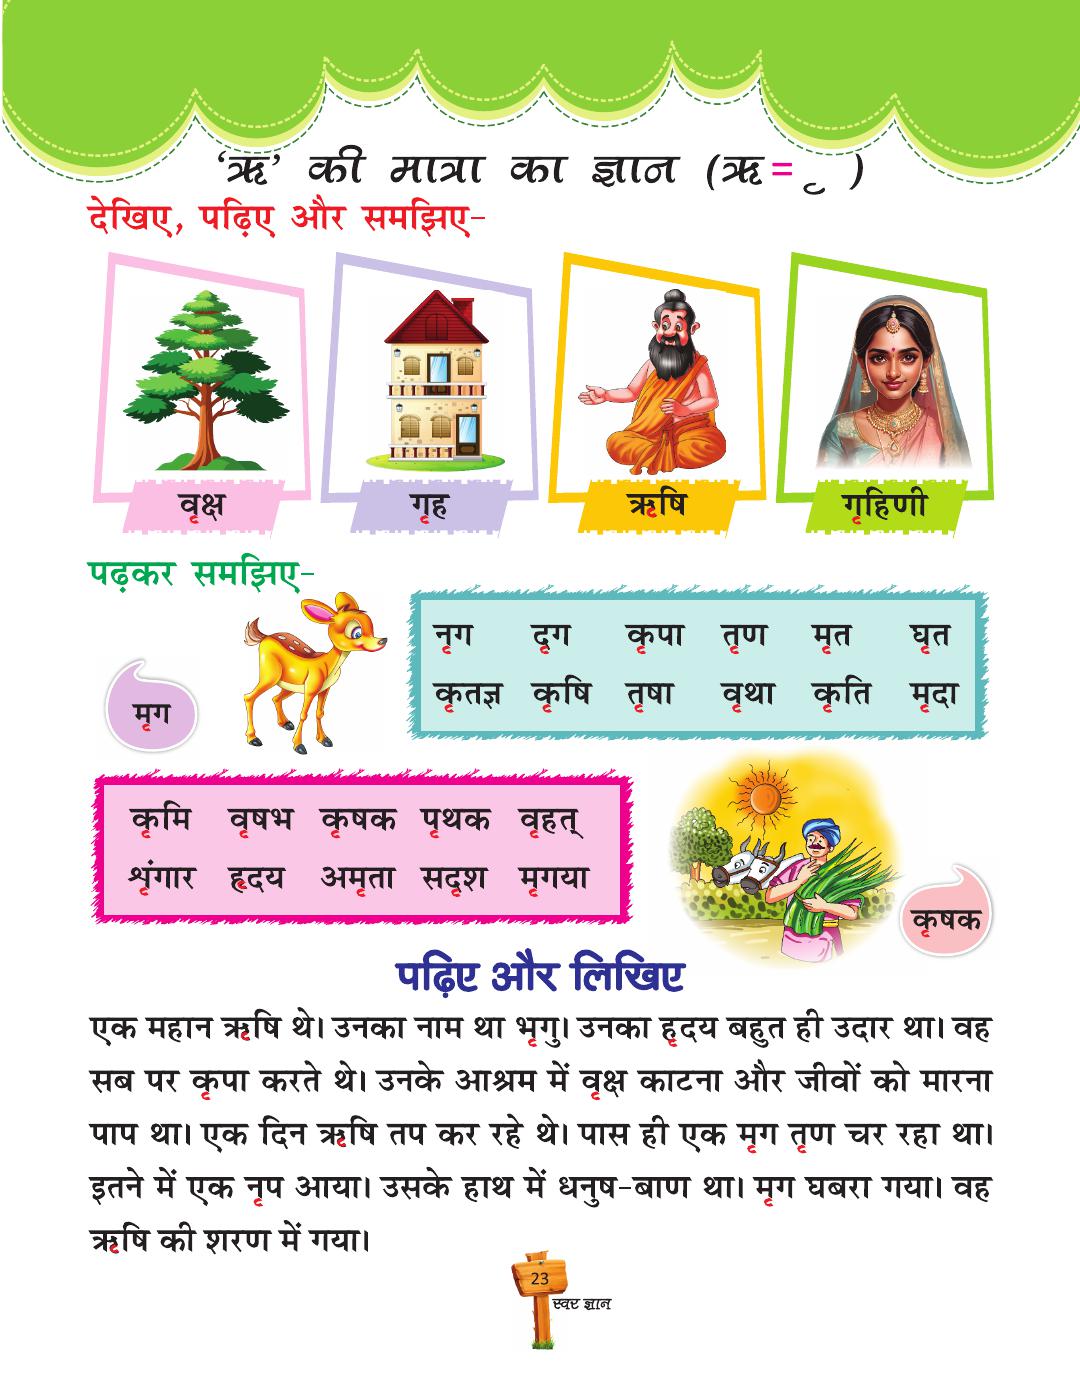 ‘ऋ’ की मात्रा का ज्ञान (ऋ= ृ )
देखिए, पढ़िए और समझिए-
वृक्ष गृह ऋषि गृहिणी
पढ़कर समझिए-
मृग
नृग दृग कृपा तृण मृत घृत
कृतज्ञ कृषि तृषा वृथा कृति मृदा
कृमि वृषभ कृषक पृथक वृहत्
शृंगार हृदय अमृता सदृश मृगया
कृषक
पढ़िए और लिखिए
एक महान ऋषि थे। उनका नाम था भृगु। उनका हृदय बहुत ही उदार था। वह
सब पर कृपा करते थे। उनके आश्रम में वृक्ष काटना और जीवों को मारना
पाप था। एक दिन ऋषि तप कर रहे थे। पास ही एक मृग तृण चर रहा था।
इतने में एक नृप आया। उसके हाथ में धनुष-बाण था। मृग घबरा गया। वह
ऋषि की शरण में गया।
23
स्वर ज्ञान